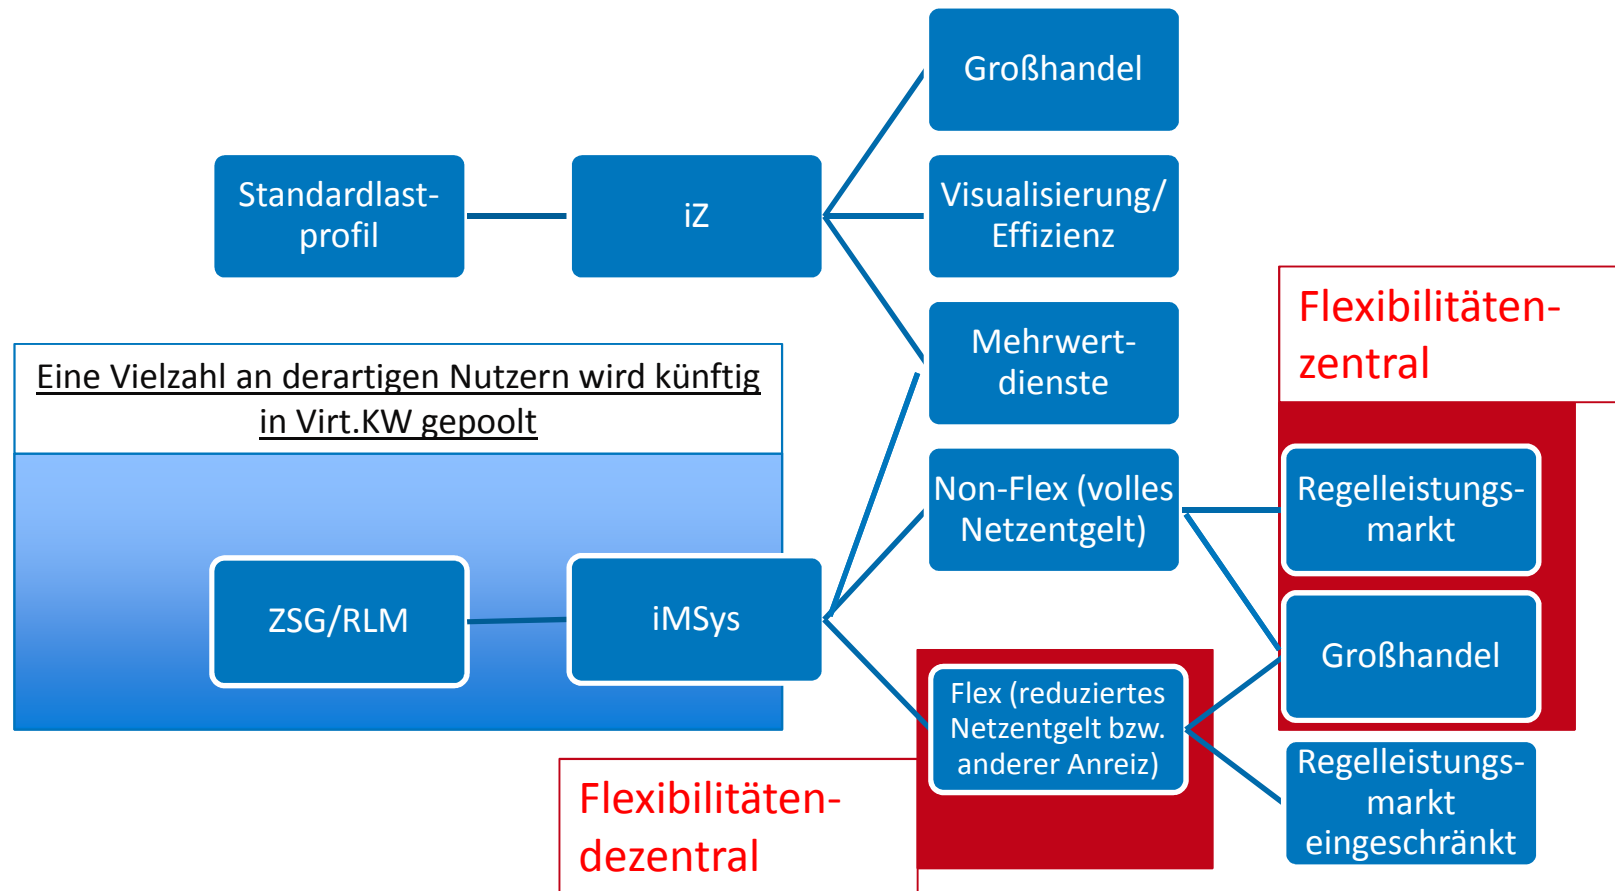 Großhandel
Standardlast-
profil
iZ
Visualisierung/
Effizienz
Mehrwert-
dienste
Flexibilitäten-
zentral
Eine Vielzahl an derartigen Nutzern wird künftig
in Virt.KW gepoolt
Non-Flex (volles
Netzentgelt)
Regelleistungs-
markt
ZSG/RLM
iMSys
Großhandel
Flex (reduziertes
Netzentgelt bzw.
anderer Anreiz)
Regelleistungs-
markt
eingeschränkt
Flexibilitäten-
dezentral